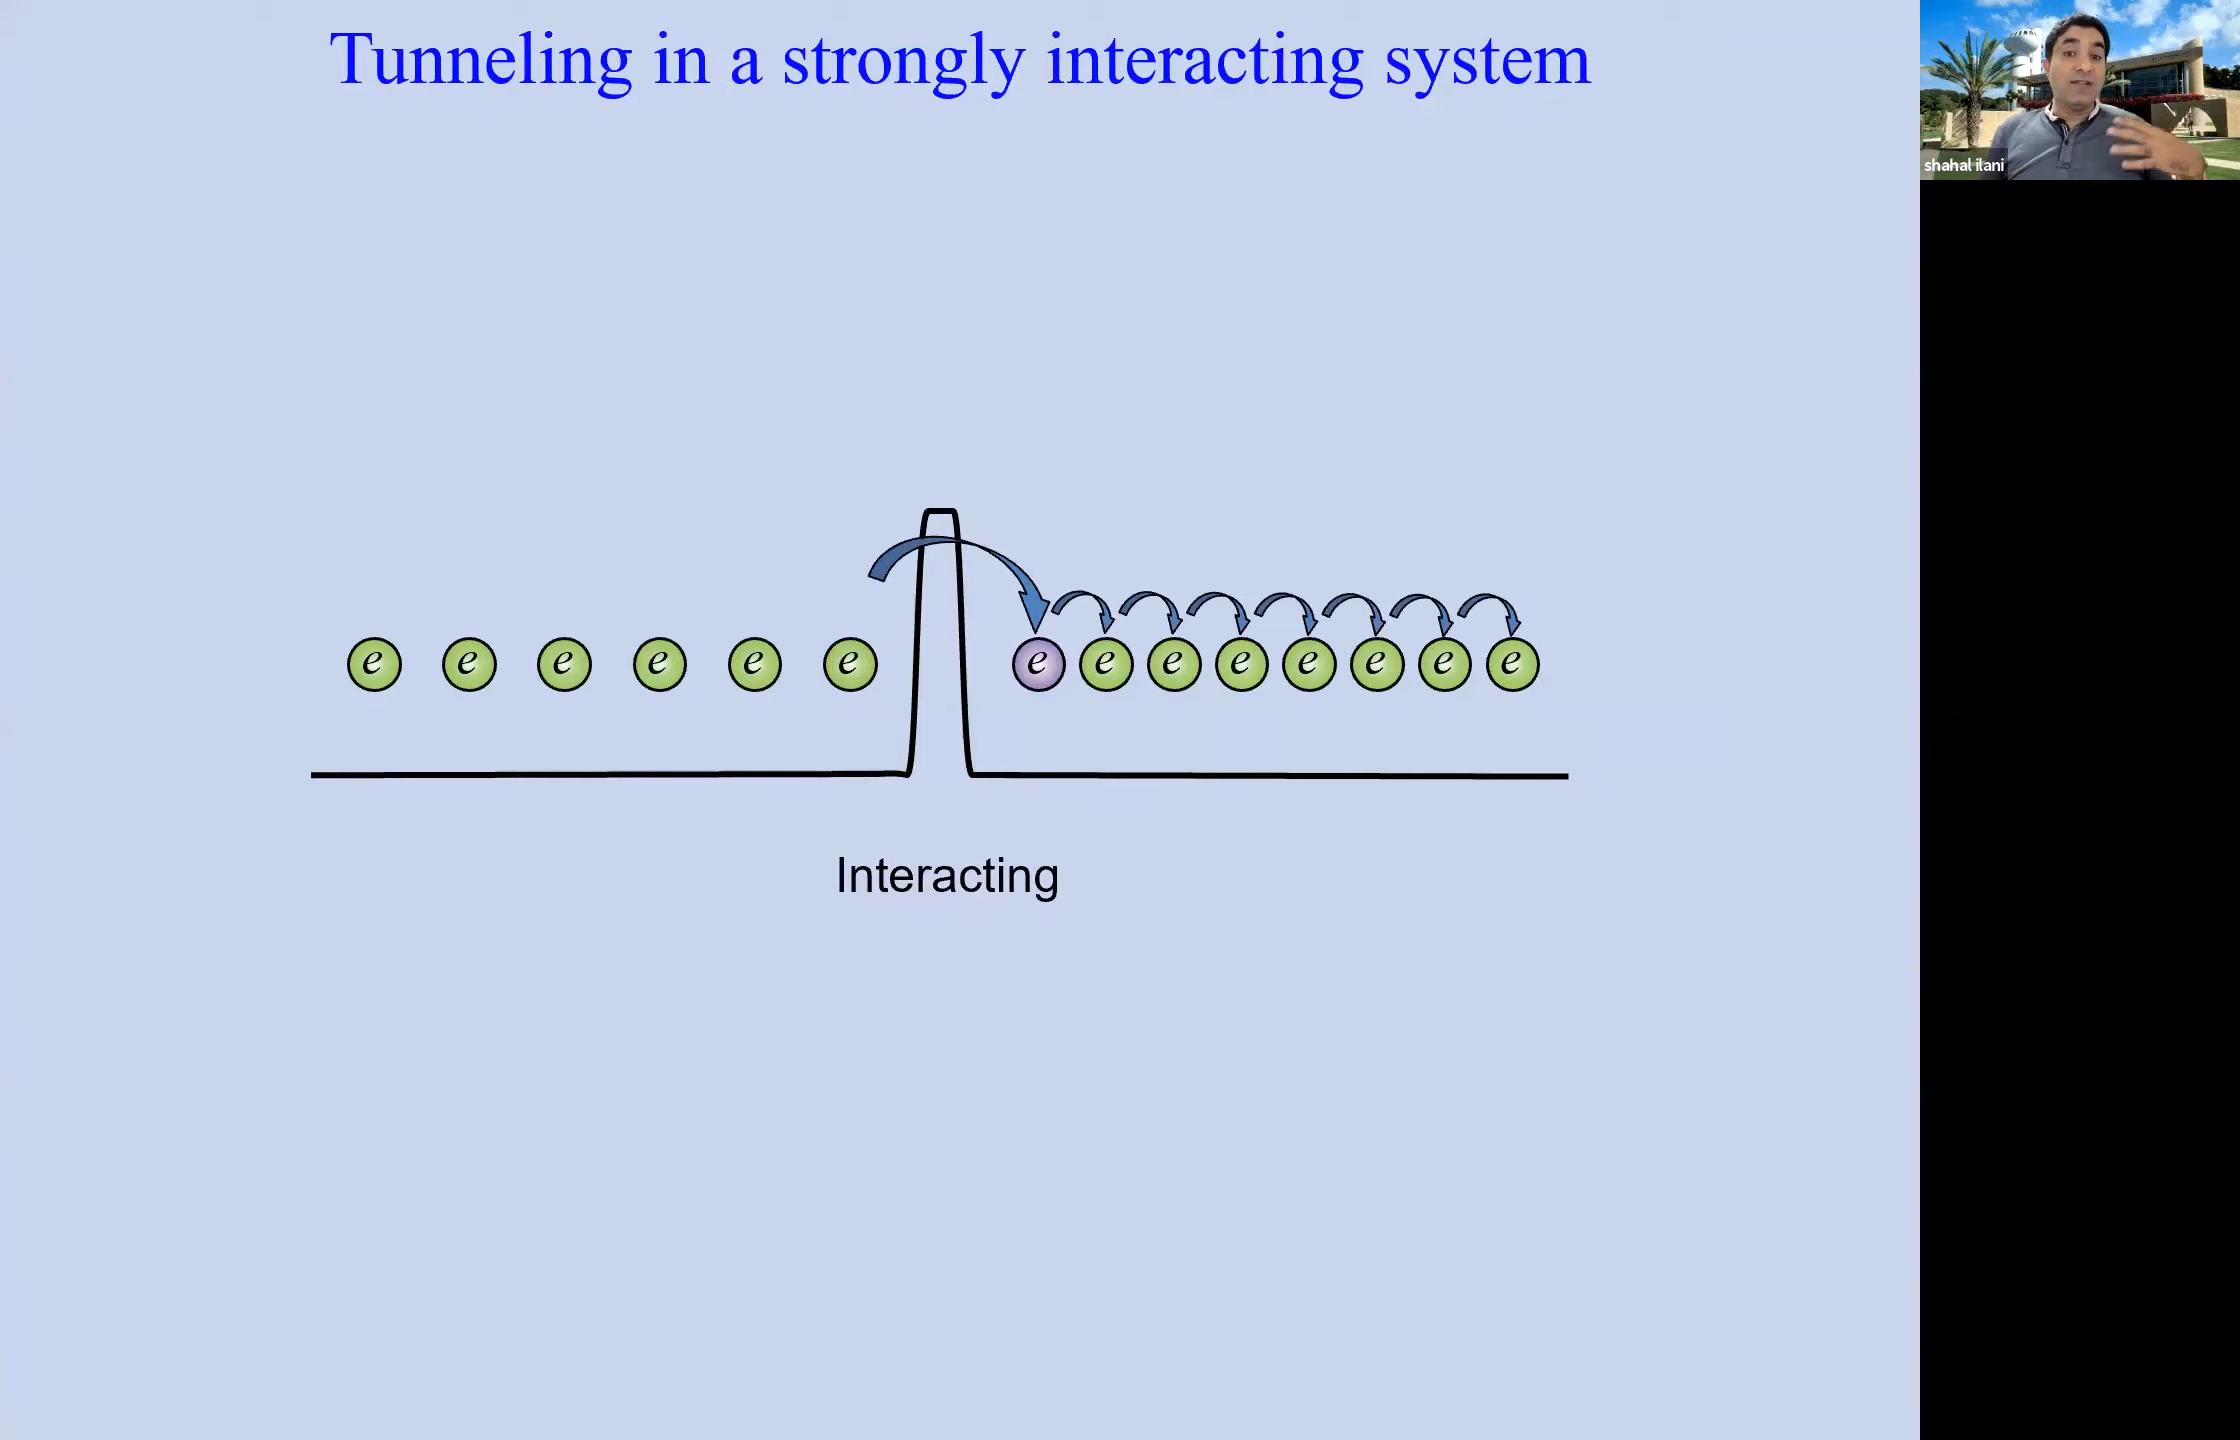 Tunneling in a strongly interacting system
shahal ilani
e e e e e e e e e e e e e e
Interacting